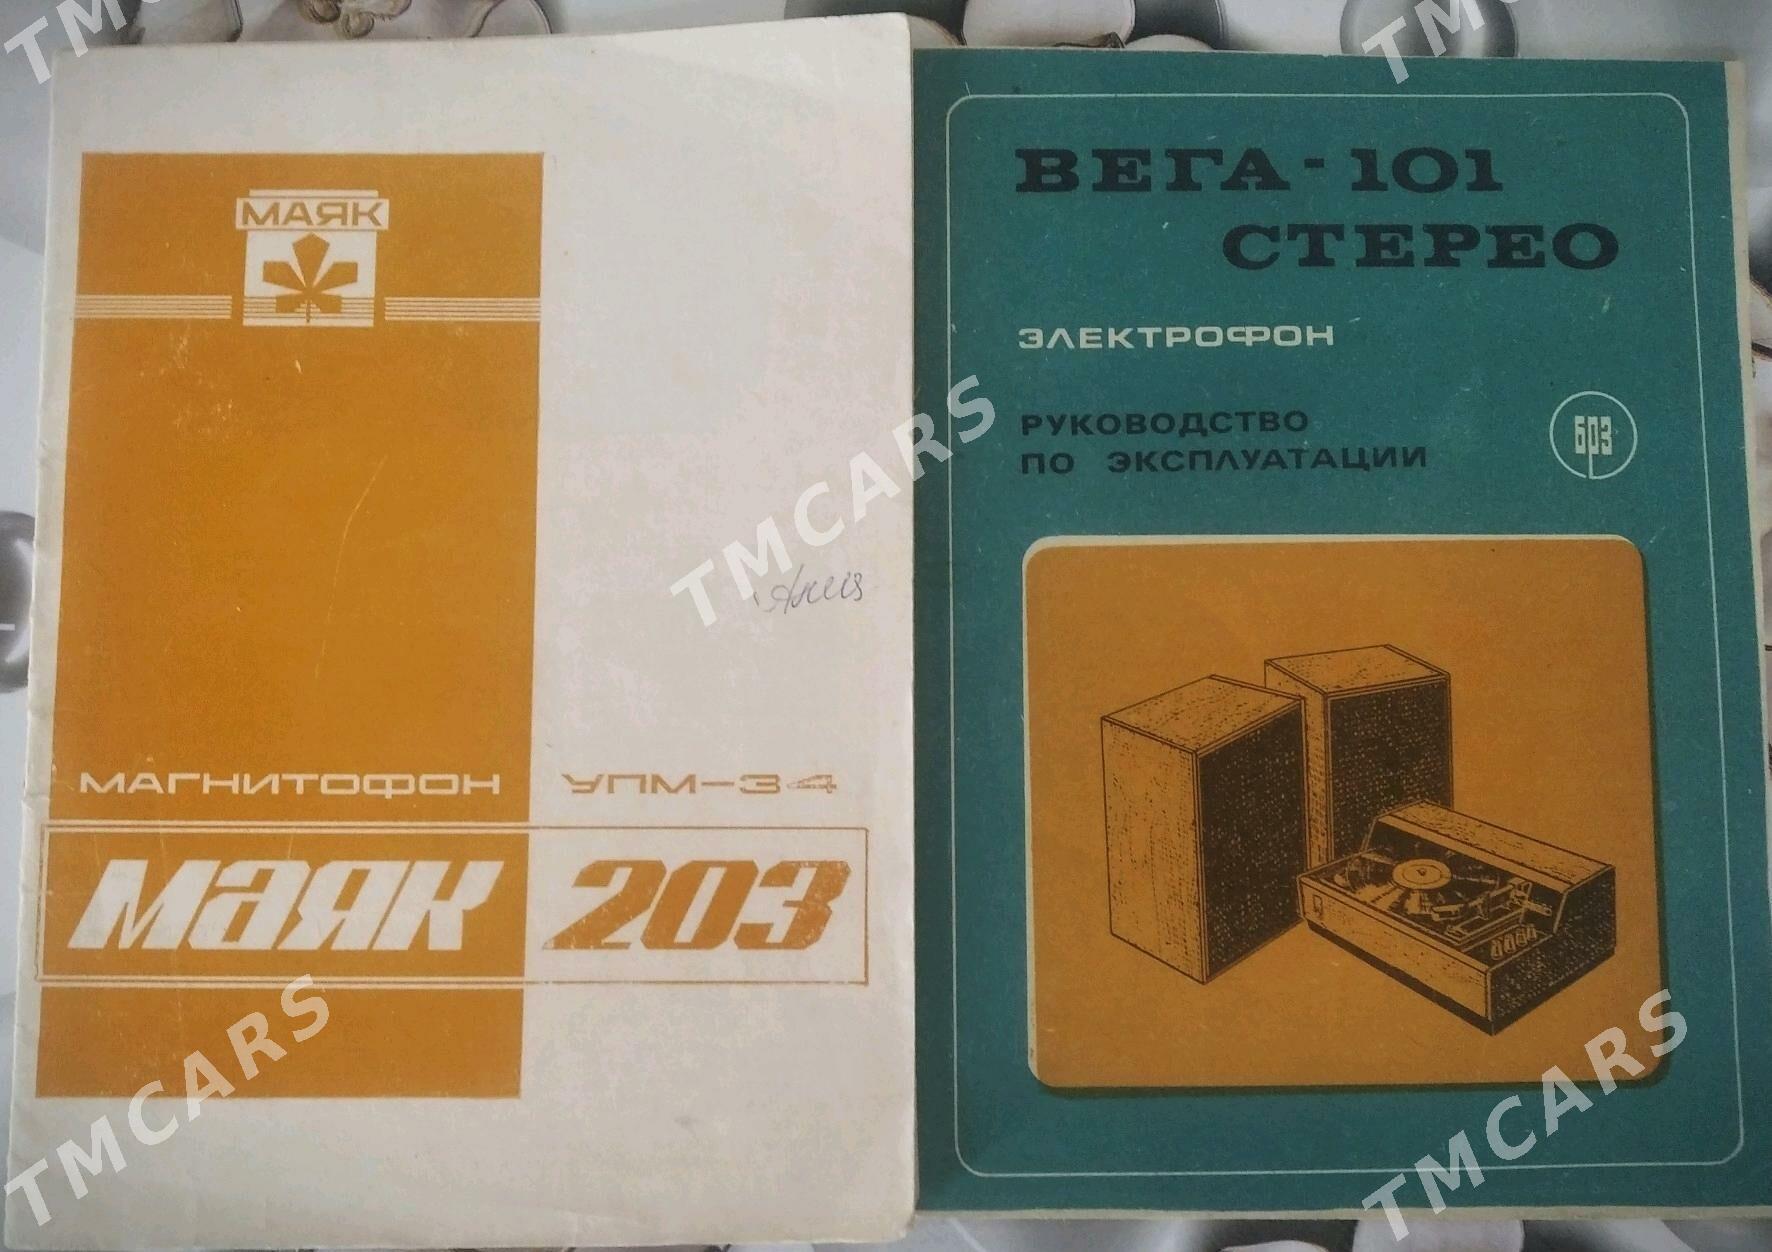 МАЯК
МАГНИТОФОН УПМ-34
Маяк 203
ВЕГА-101
СТЕРЕО
ЭЛЕКТРОФОН
РУКОВОДСТВО
ПО ЭКСПЛУАТАЦИИ
БРЗ
TMCARS
TMCARS
TMCARS
TMCARS
TMCARS